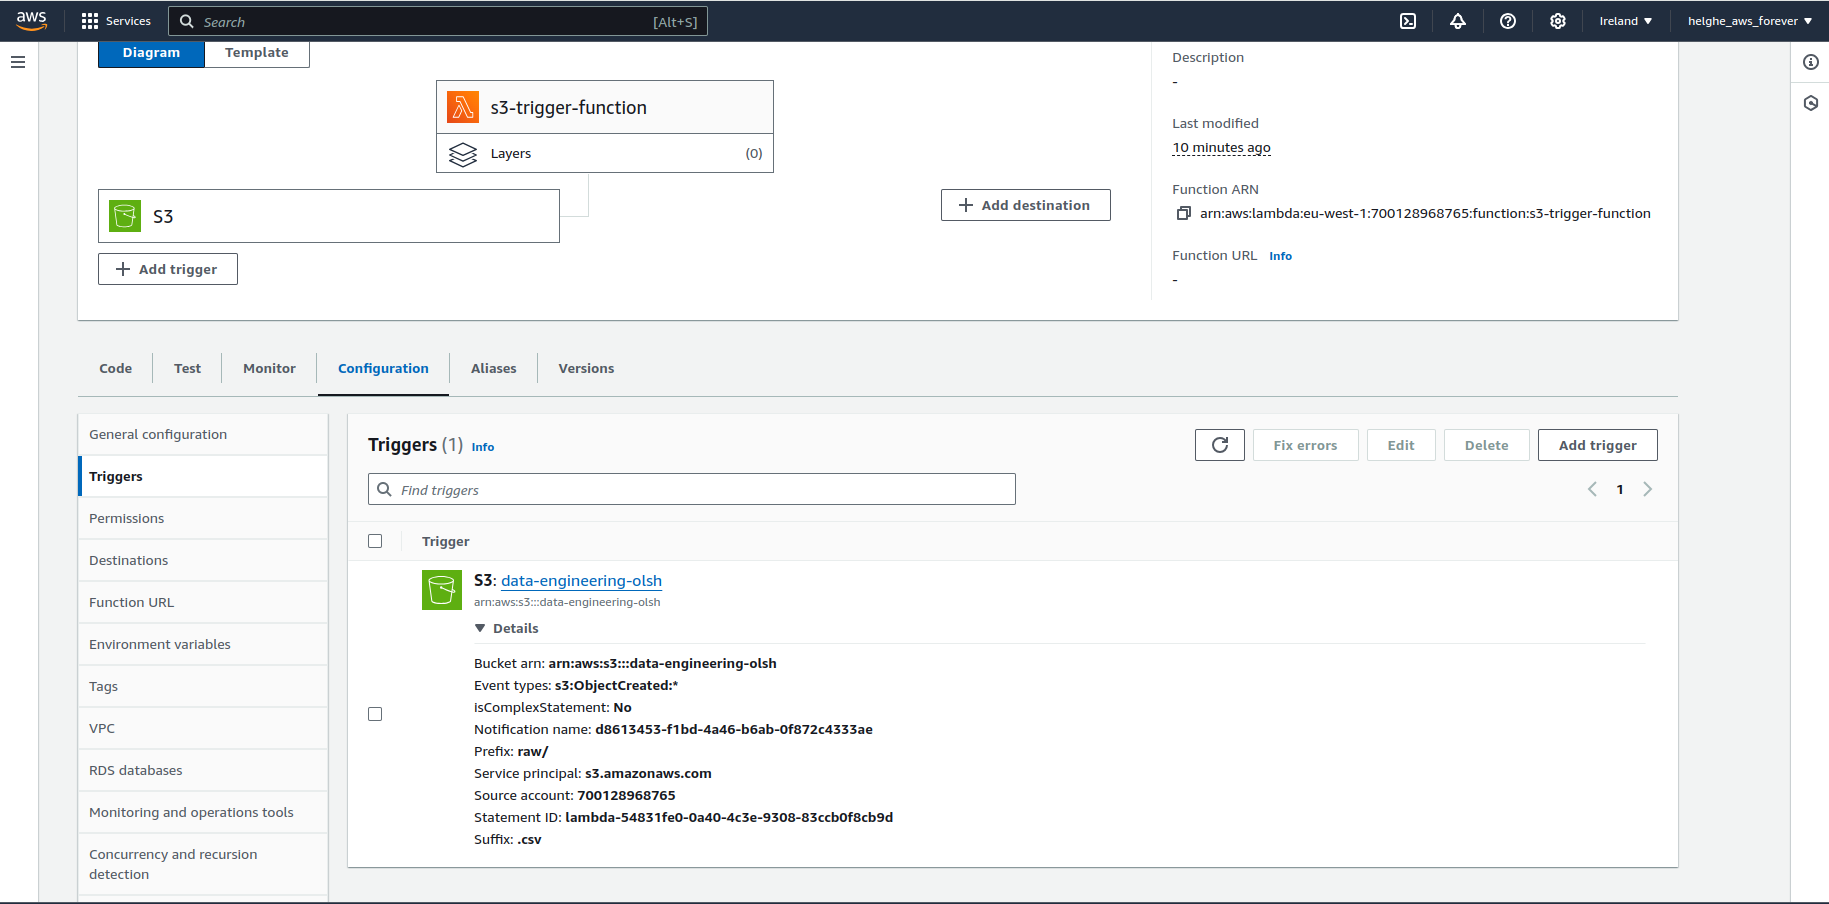 aws
Services
Search
[Alt+S]
Ireland
helghe_aws_forever
Diagram
Template
s3-trigger-function
Layers
(0)
S3
Add trigger
Add destination
Description
-
Last modified
10 minutes ago
Function ARN
arn:aws:lambda:eu-west-1:700128968765:function:s3-trigger-function
Function URL Info
-
Code
Test
Monitor
Configuration
Aliases
Versions
General configuration
Triggers
Permissions
Destinations
Function URL
Environment variables
Tags
VPC
RDS databases
Monitoring and operations tools
Concurrency and recursion
detection
Triggers (1) Info
Fix errors
Edit
Delete
Add trigger
Find triggers
1
Trigger
S3: data-engineering-olsh
arn:aws:s3:::data-engineering-olsh
Details
Bucket arn: arn:aws:s3:::data-engineering-olsh
Event types: s3:ObjectCreated:*
isComplexStatement: No
Notification name: d8613453-f1bd-4a46-b6ab-0f872c4333ae
Prefix: raw/
Service principal: s3.amazonaws.com
Source account: 700128968765
Statement ID: lambda-54831fe0-0a40-4c3e-9308-83ccb0f8cb9d
Suffix: .csv